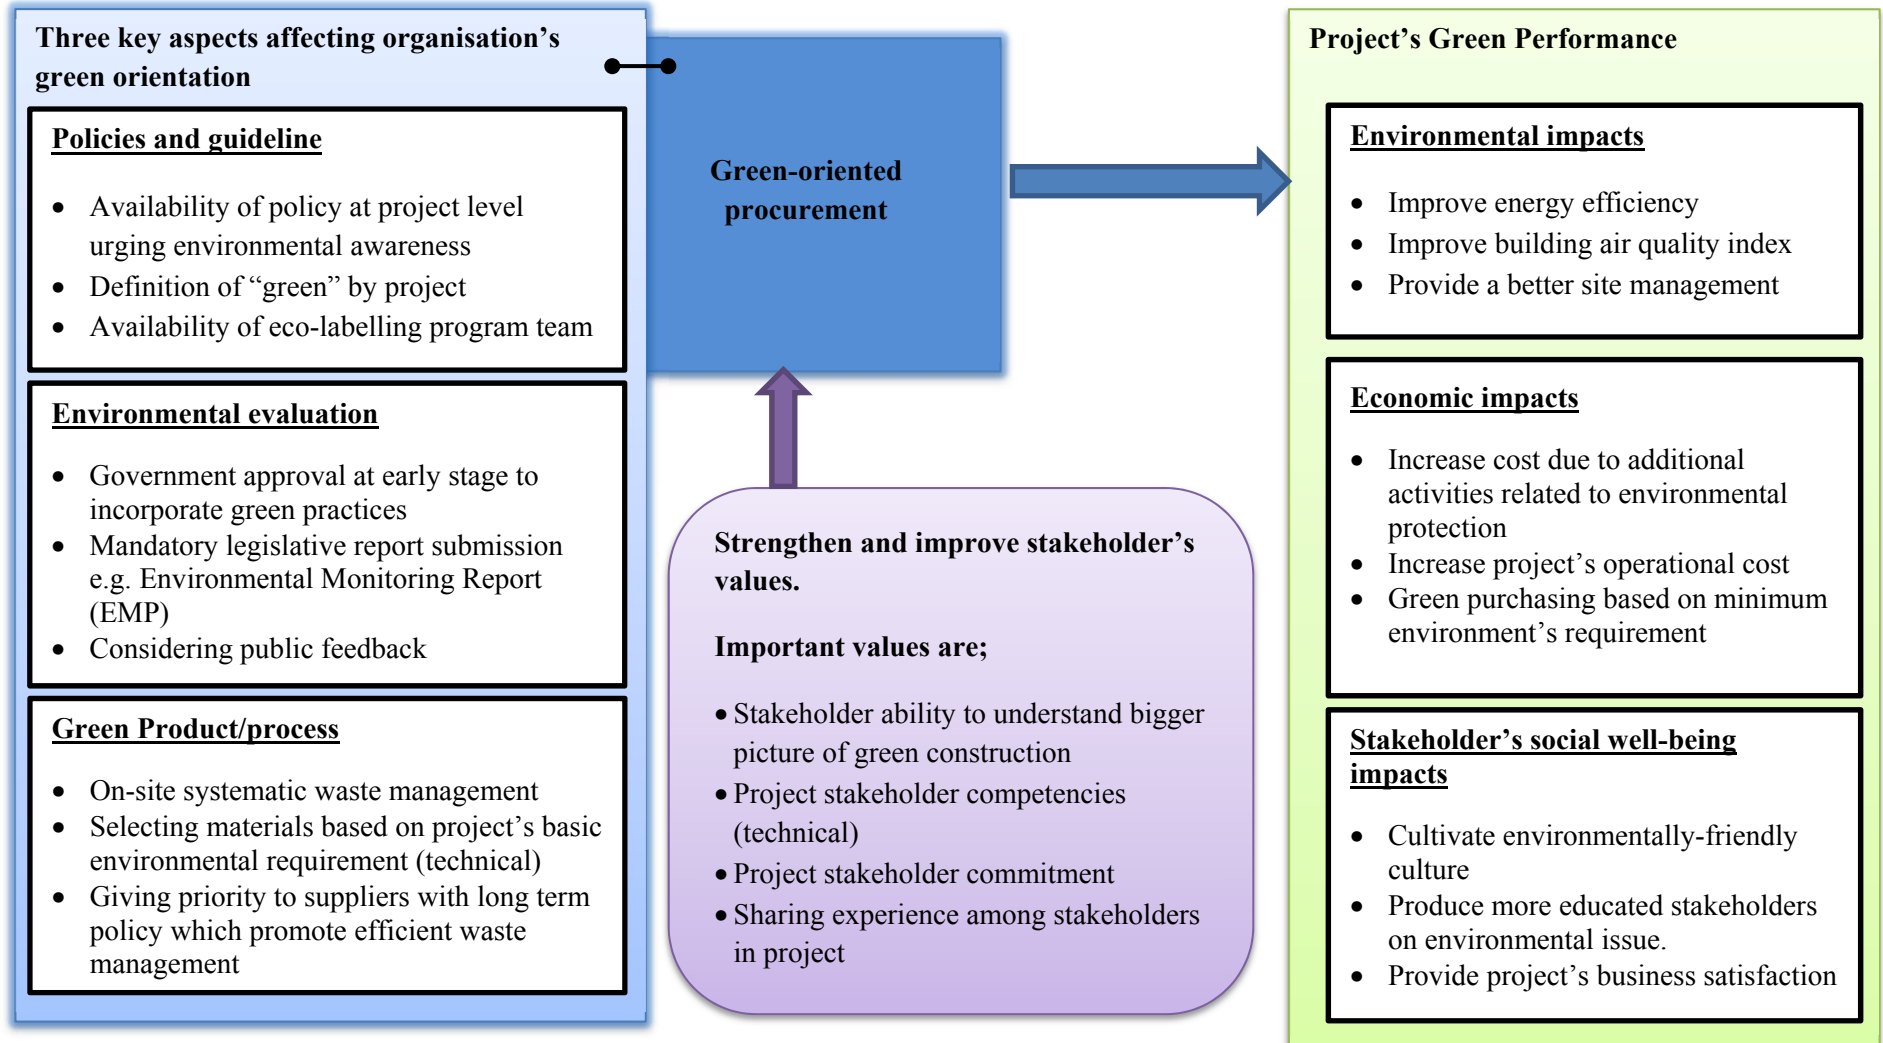 Three key aspects affecting organisation’s
green orientation
Policies and guideline
• Availability of policy at project level
urging environmental awareness
• Definition of “green” by project
• Availability of eco-labelling program team
Environmental evaluation
• Government approval at early stage to
incorporate green practices
• Mandatory legislative report submission
e.g. Environmental Monitoring Report
(EMP)
• Considering public feedback
Green Product/process
• On-site systematic waste management
• Selecting materials based on project’s basic
environmental requirement (technical)
• Giving priority to suppliers with long term
policy which promote efficient waste
management
Green-oriented
procurement
Strengthen and improve stakeholder’s
values.
Important values are;
• Stakeholder ability to understand bigger
picture of green construction
• Project stakeholder competencies
(technical)
• Project stakeholder commitment
• Sharing experience among stakeholders
in project
Project’s Green Performance
Environmental impacts
• Improve energy efficiency
• Improve building air quality index
• Provide a better site management
Economic impacts
• Increase cost due to additional
activities related to environmental
protection
• Increase project’s operational cost
• Green purchasing based on minimum
environment’s requirement
Stakeholder’s social well-being
impacts
• Cultivate environmentally-friendly
culture
• Produce more educated stakeholders
on environmental issue.
• Provide project’s business satisfaction